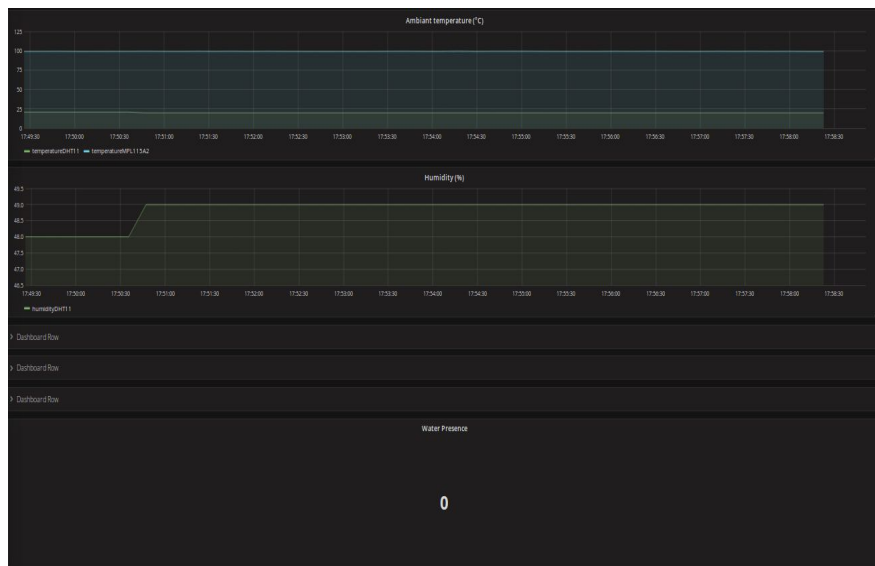 Ambiant temperature (°C)
125
100
75
50
25
0
17:49:30 17:50:00 17:50:30 17:51:00 17:51:30 17:52:00 17:52:30 17:53:00 17:53:30 17:54:00 17:54:30 17:55:00 17:55:30 17:56:00 17:56:30 17:57:00 17:57:30 17:58:00 17:58:30
temperatureDHT11 temperatureMPL115A2
Humidity (%)
49.5
49.0
48.5
48.0
47.5
47.0
46.5
17:49:30 17:50:00 17:50:30 17:51:00 17:51:30 17:52:00 17:52:30 17:53:00 17:53:30 17:54:00 17:54:30 17:55:00 17:55:30 17:56:00 17:56:30 17:57:00 17:57:30 17:58:00 17:58:30
humidityDHT11
Dashboard Row
Dashboard Row
Dashboard Row
Water Presence
0